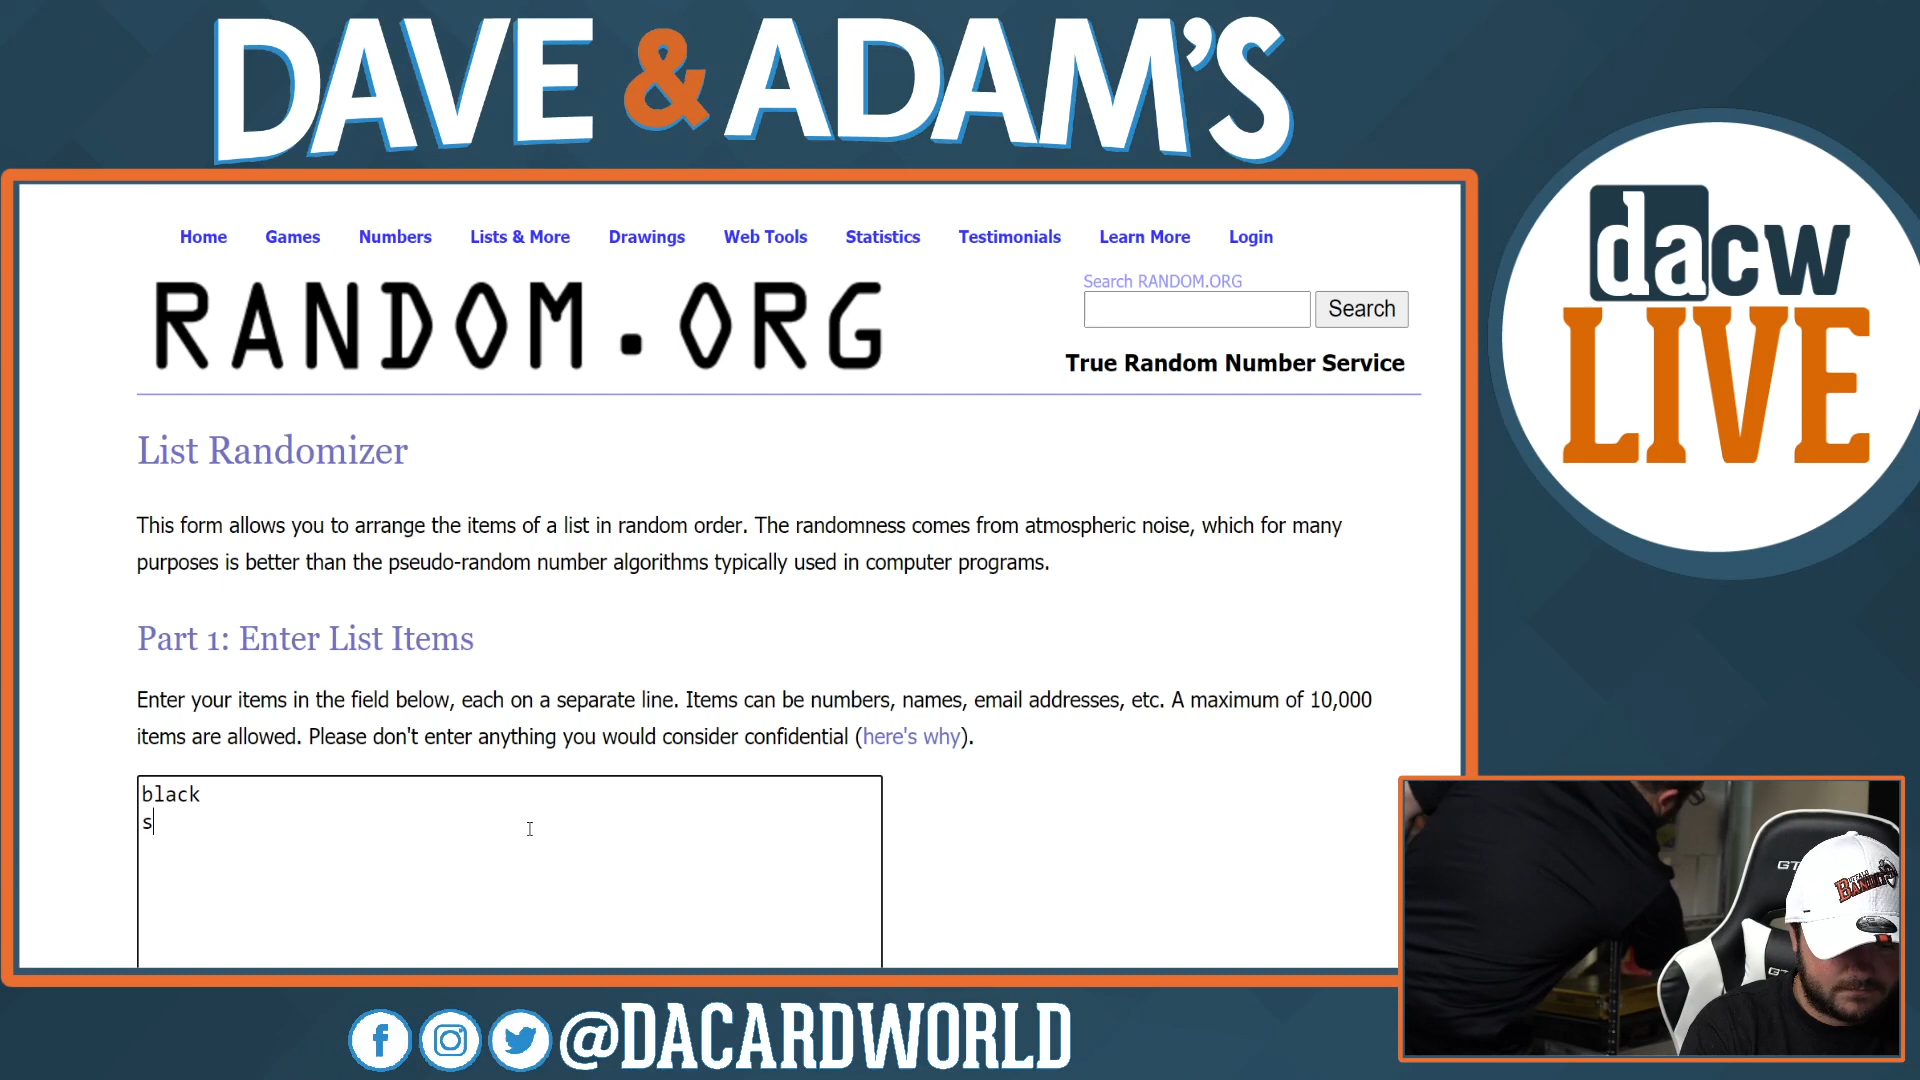 DAVE & ADAM'S
Home Games Numbers Lists & More Drawings Web Tools Statistics Testimonials Learn More Login
RANDOM.ORG
Search RANDOM.ORG
Search
True Random Number Service
dacw
LIVE
List Randomizer
This form allows you to arrange the items of a list in random order. The randomness comes from atmospheric noise, which for many
purposes is better than the pseudo-random number algorithms typically used in computer programs.
Part 1: Enter List Items
Enter your items in the field below, each on a separate line. Items can be numbers, names, email addresses, etc. A maximum of 10,000
items are allowed. Please don't enter anything you would consider confidential (here's why).
black
s
BANDITS
@DACARDWORLD